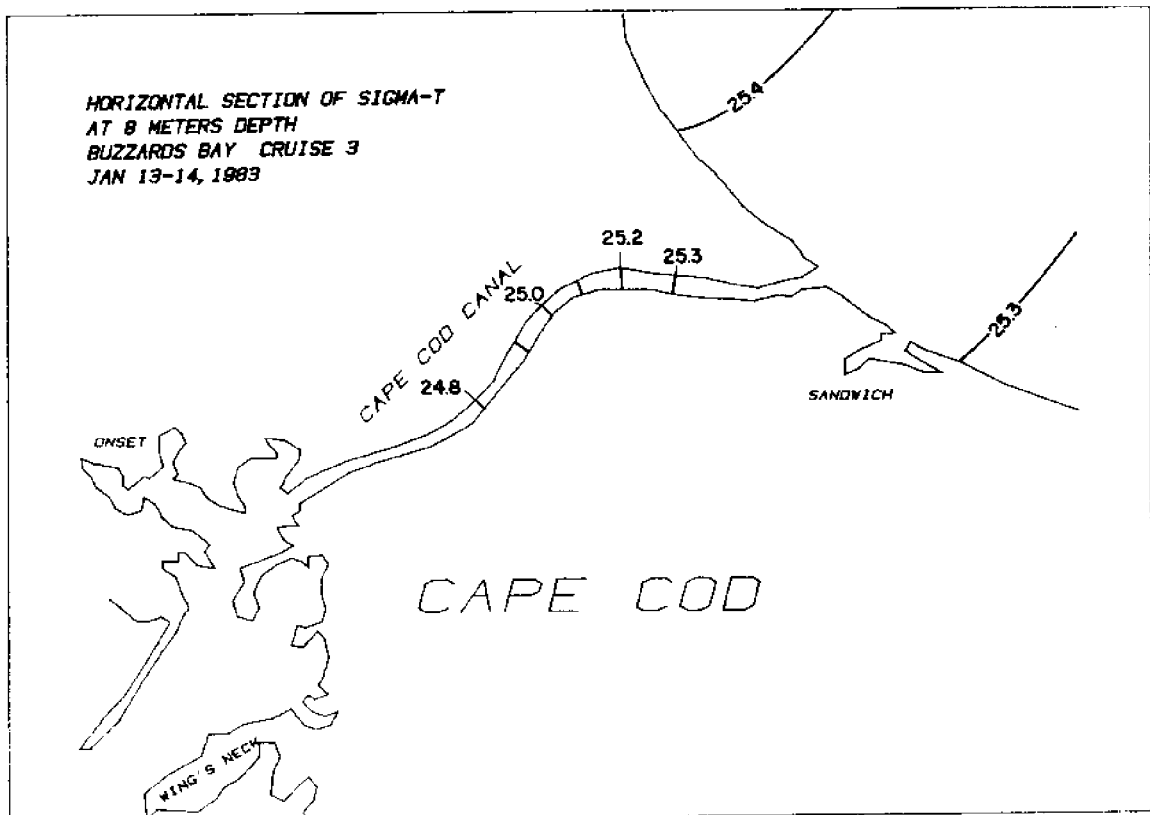 HORIZONTAL SECTION OF SIGMA-T
AT 8 METERS DEPTH
BUZZARDS BAY CRUISE 3
JAN 13-14, 1983
25.4
25.2
25.3
25.0
25.3
CAPE COD CANAL
24.8
SANDWICH
ONSET
CAPE COD
WING'S NECK